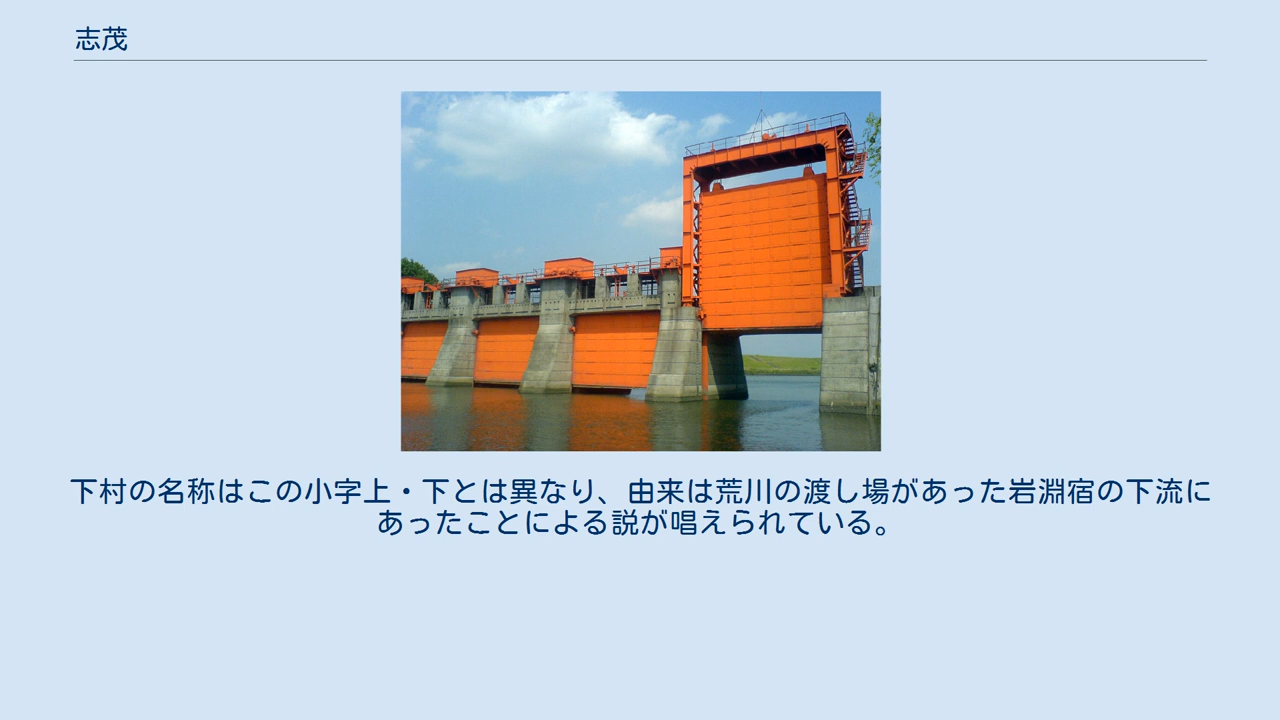 志茂
下村の名称はこの小字上・下とは異なり、由来は荒川の渡し場があった岩淵宿の下流に
あったことによる説が唱えられている。